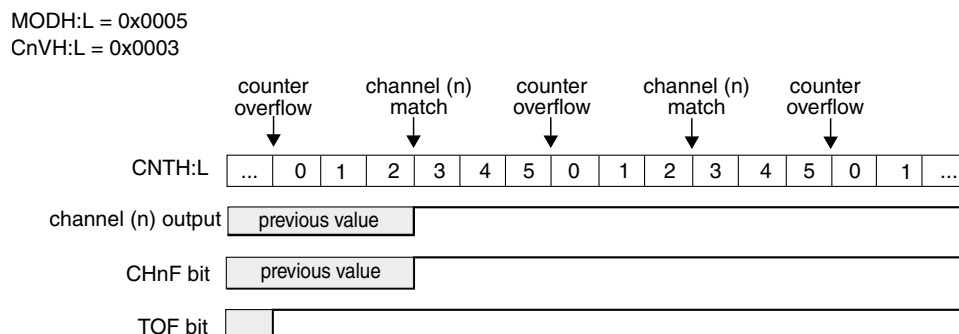 MODH:L = 0x0005
CnVH:L = 0x0003
counter overflow channel (n) match counter overflow channel (n) match counter overflow
CNTH:L ... 0 1 2 3 4 5 0 1 2 3 4 5 0 1 ...
channel (n) output previous value
CHnF bit previous value
TOF bit